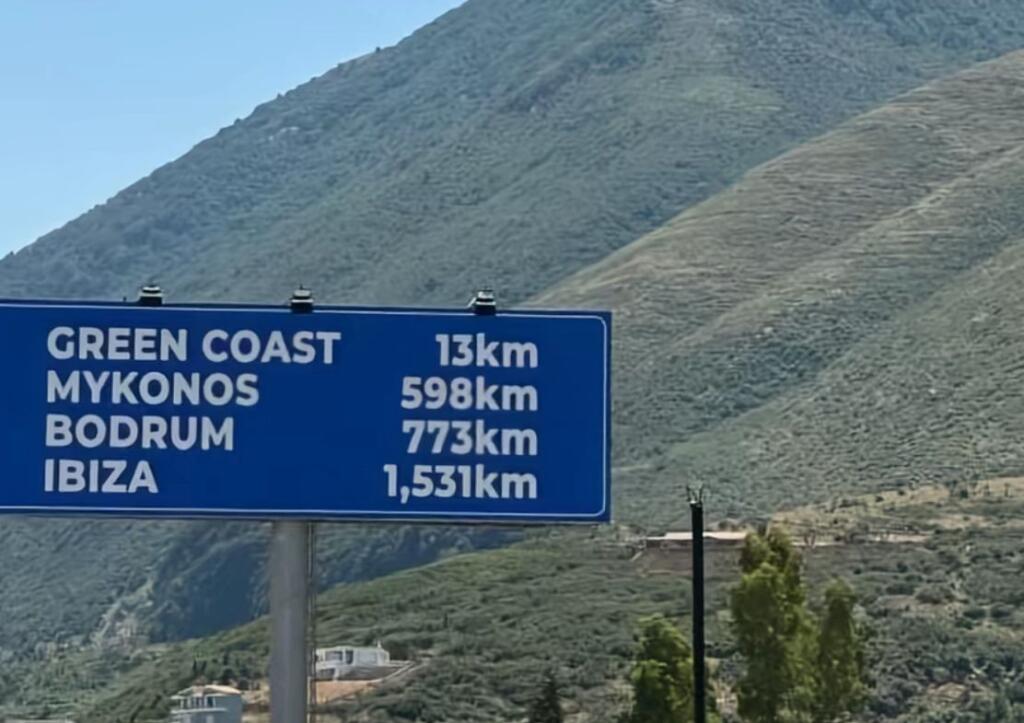 GREEN COAST 13km
MYKONOS 598km
BODRUM 773km
IBIZA 1,531km